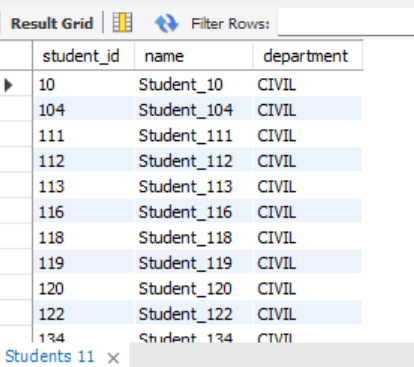 Result Grid Filter Rows:
student_id name department
10 Student_10 CIVIL
104 Student_104 CIVIL
111 Student_111 CIVIL
112 Student_112 CIVIL
113 Student_113 CIVIL
116 Student_116 CIVIL
118 Student_118 CIVIL
119 Student_119 CIVIL
120 Student_120 CIVIL
122 Student_122 CIVIL
134 Student_134 CIVIL
Students 11 ×